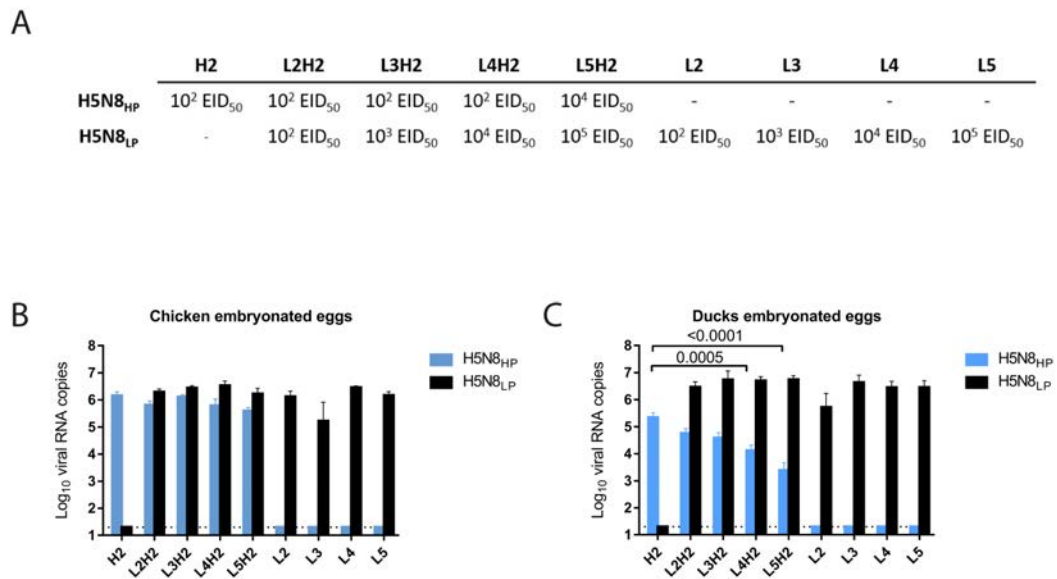 A
H2 L2H2 L3H2 L4H2 L5H2 L2 L3 L4 L5
H5N8HP 10² EID50 10² EID50 10² EID50 10² EID50 10⁴ EID50 - - - -
H5N8LP - 10² EID50 10³ EID50 10⁴ EID50 10⁵ EID50 10² EID50 10³ EID50 10⁴ EID50 10⁵ EID50
B
Chicken embryonated eggs
Log10 viral RNA copies
8
7
6
5
4
3
2
1
H2 L2H2 L3H2 L4H2 L5H2 L2 L3 L4 L5
H5N8HP
H5N8LP
C
Ducks embryonated eggs
<0.0001
0.0005
Log10 viral RNA copies
8
7
6
5
4
3
2
1
H2 L2H2 L3H2 L4H2 L5H2 L2 L3 L4 L5
H5N8HP
H5N8LP